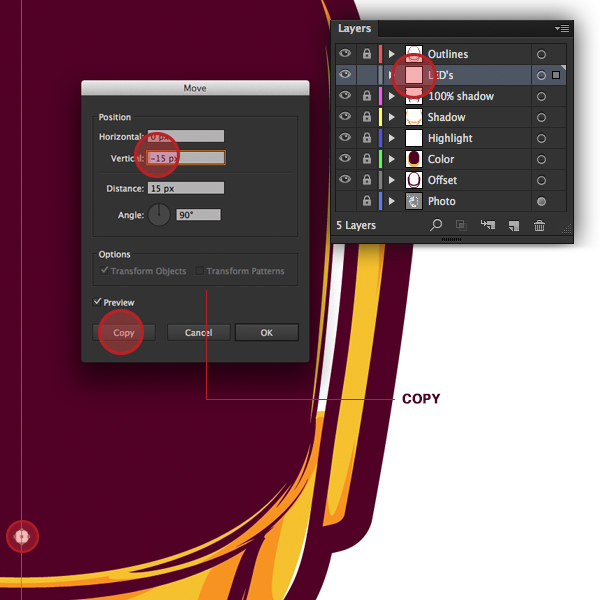 Layers
Outlines
LED's
100% shadow
Shadow
Highlight
Color
Offset
Photo
5 Layers
Move
Position
Horizontal: 0 px
Vertical: -15 px
Distance: 15 px
Angle: 90°
Options
Transform Objects Transform Patterns
Preview
Copy Cancel OK
COPY